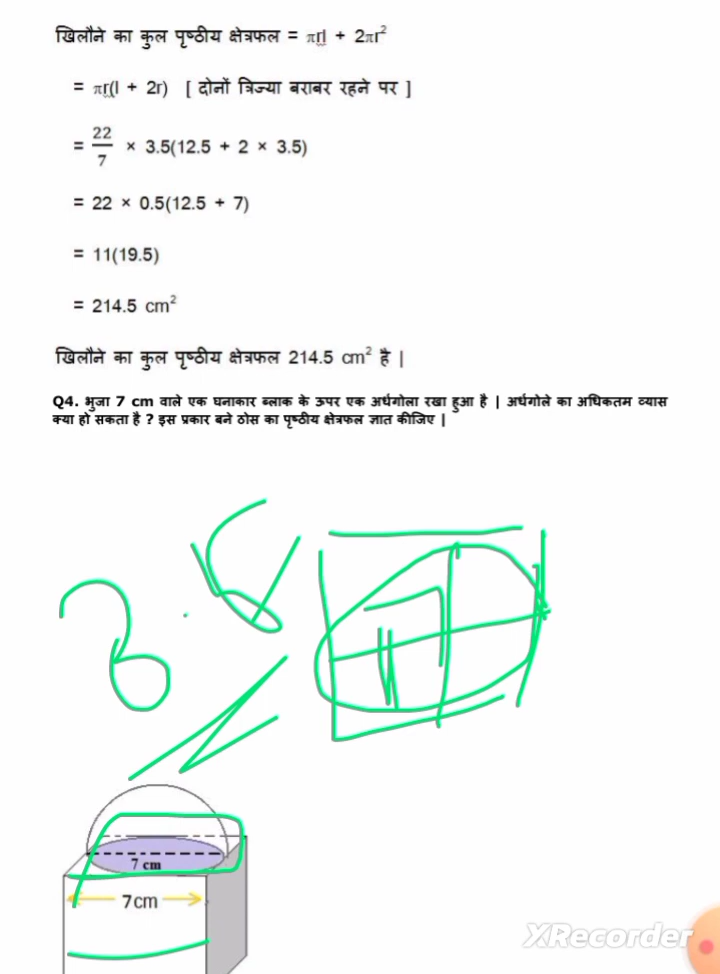 खिलौने का कुल पृष्ठीय क्षेत्रफल = πrl + 2πr²
= πr(l + 2r) [ दोनों त्रिज्या बराबर रहने पर ]
= 22/7 × 3.5(12.5 + 2 × 3.5)
= 22 × 0.5(12.5 + 7)
= 11(19.5)
= 214.5 cm²
खिलौने का कुल पृष्ठीय क्षेत्रफल 214.5 cm² है |
Q4. भुजा 7 cm वाले एक घनाकार ब्लाक के ऊपर एक अर्धगोला रखा हुआ है | अर्धगोले का अधिकतम व्यास
क्या हो सकता है ? इस प्रकार बने ठोस का पृष्ठीय क्षेत्रफल ज्ञात कीजिए |
7 cm
7cm
XRecorder